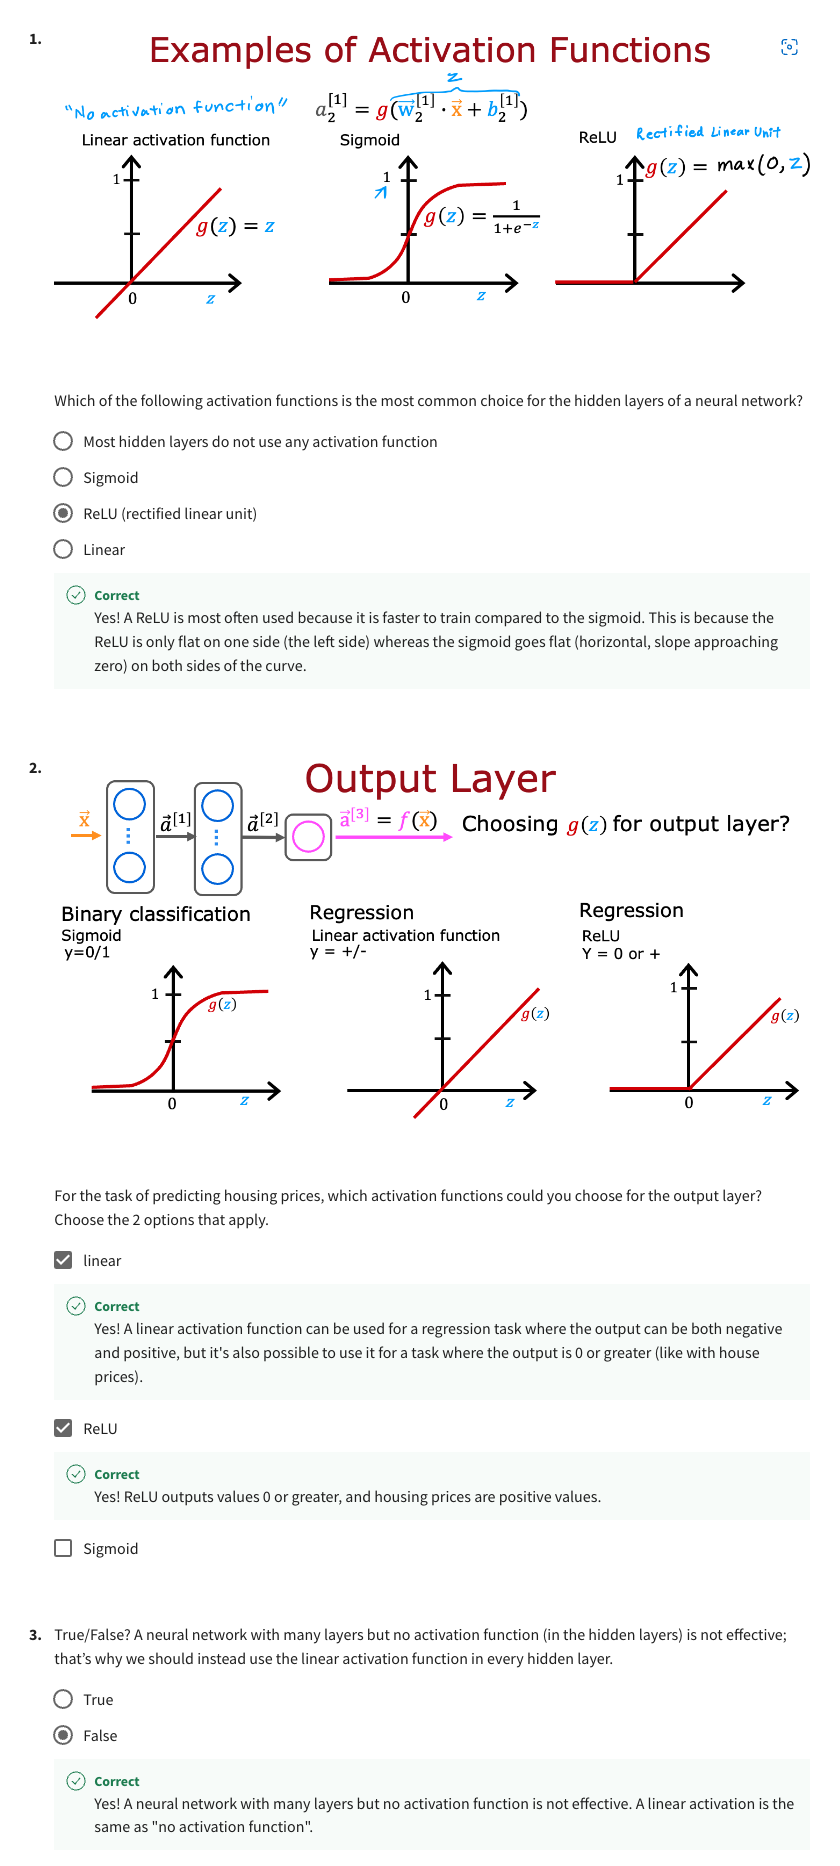 1.
Examples of Activation Functions
z
"No activation function"
a₂^[1] = g(w⃗₂^[1] · x⃗ + b₂^[1])
Linear activation function
Sigmoid
ReLU Rectified Linear Unit
1
g(z) = z
0
z
1
g(z) = 1/(1+e^-z)
0
z
1
g(z) = max(0, z)
Which of the following activation functions is the most common choice for the hidden layers of a neural network?
Most hidden layers do not use any activation function
Sigmoid
ReLU (rectified linear unit)
Linear
Correct
Yes! A ReLU is most often used because it is faster to train compared to the sigmoid. This is because the
ReLU is only flat on one side (the left side) whereas the sigmoid goes flat (horizontal, slope approaching
zero) on both sides of the curve.
2.
Output Layer
x⃗
a⃗^[1]
a⃗^[2]
a⃗^[3] = f(x⃗)
Choosing g(z) for output layer?
Binary classification
Sigmoid
y=0/1
1
g(z)
0
z
Regression
Linear activation function
y = +/-
1
g(z)
0
z
Regression
ReLU
Y = 0 or +
1
g(z)
0
z
For the task of predicting housing prices, which activation functions could you choose for the output layer?
Choose the 2 options that apply.
linear
Correct
Yes! A linear activation function can be used for a regression task where the output can be both negative
and positive, but it's also possible to use it for a task where the output is 0 or greater (like with house
prices).
ReLU
Correct
Yes! ReLU outputs values 0 or greater, and housing prices are positive values.
Sigmoid
3. True/False? A neural network with many layers but no activation function (in the hidden layers) is not effective;
that’s why we should instead use the linear activation function in every hidden layer.
True
False
Correct
Yes! A neural network with many layers but no activation function is not effective. A linear activation is the
same as "no activation function".